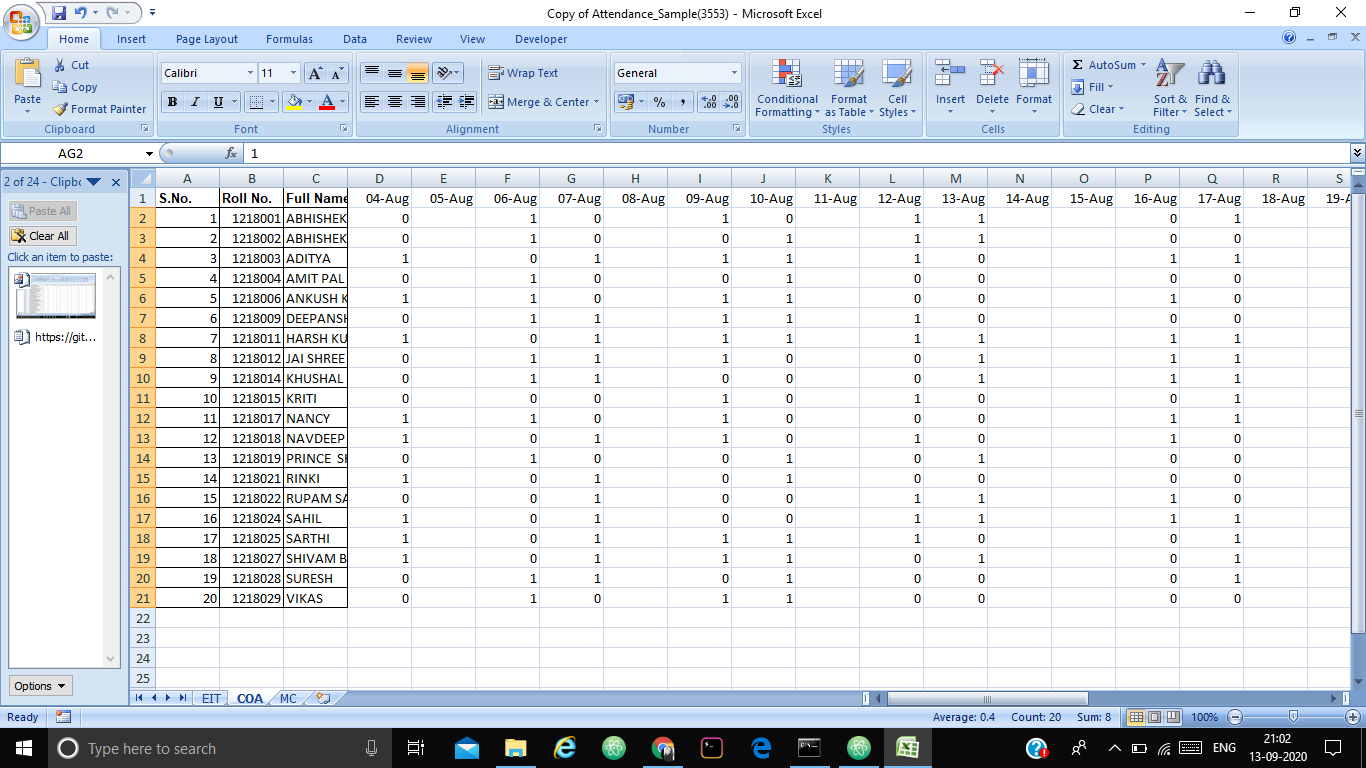 Copy of Attendance_Sample(3553) - Microsoft Excel
Home Insert Page Layout Formulas Data Review View Developer
Paste Cut Copy Format Painter Clipboard
Calibri 11 B I U A A A Font
Wrap Text Merge & Center Alignment
General % , Number
Conditional Formatting Format as Table Cell Styles Styles
Insert Delete Format Cells
Σ AutoSum Fill Clear Sort & Filter Find & Select Editing
AG2 fx 1
2 of 24 - Clipb
Paste All
Clear All
Click an item to paste:
https://git...
Options
A B C D E F G H I J K L M N O P Q R S
1 S.No. Roll No. Full Name 04-Aug 05-Aug 06-Aug 07-Aug 08-Aug 09-Aug 10-Aug 11-Aug 12-Aug 13-Aug 14-Aug 15-Aug 16-Aug 17-Aug 18-Aug 19-A
2 1 1218001 ABHISHEK 0 1 0 1 0 1 1 0 1
3 2 1218002 ABHISHEK 0 1 0 0 1 1 1 0 0
4 3 1218003 ADITYA 1 0 1 1 1 1 0 1 1
5 4 1218004 AMIT PAL 0 1 0 0 1 0 0 0 0
6 5 1218006 ANKUSH K 1 1 0 1 1 0 0 1 0
7 6 1218009 DEEPANSH 0 1 1 1 1 1 0 0 0
8 7 1218011 HARSH KU 1 0 1 1 1 1 1 1 1
9 8 1218012 JAI SHREE 0 1 1 1 0 0 1 1 1
10 9 1218014 KHUSHAL 0 1 1 0 0 0 1 1 1
11 10 1218015 KRITI 0 0 0 1 0 1 0 0 1
12 11 1218017 NANCY 1 1 0 1 0 0 0 1 1
13 12 1218018 NAVDEEP 1 0 1 1 0 1 0 1 0
14 13 1218019 PRINCE SH 0 1 0 0 1 0 1 0 0
15 14 1218021 RINKI 1 0 1 0 1 0 0 0 0
16 15 1218022 RUPAM SA 0 0 1 0 0 1 1 1 0
17 16 1218024 SAHIL 1 0 1 0 0 1 1 1 1
18 17 1218025 SARTHI 1 0 1 1 1 1 0 0 1
19 18 1218027 SHIVAM B 1 0 1 1 1 0 1 0 1
20 19 1218028 SURESH 0 1 1 0 1 0 0 0 1
21 20 1218029 VIKAS 0 1 0 1 1 0 0 0 0
22
23
24
25
EIT COA MC
Ready Average: 0.4 Count: 20 Sum: 8 100%
Type here to search
ENG 21:02
13-09-2020